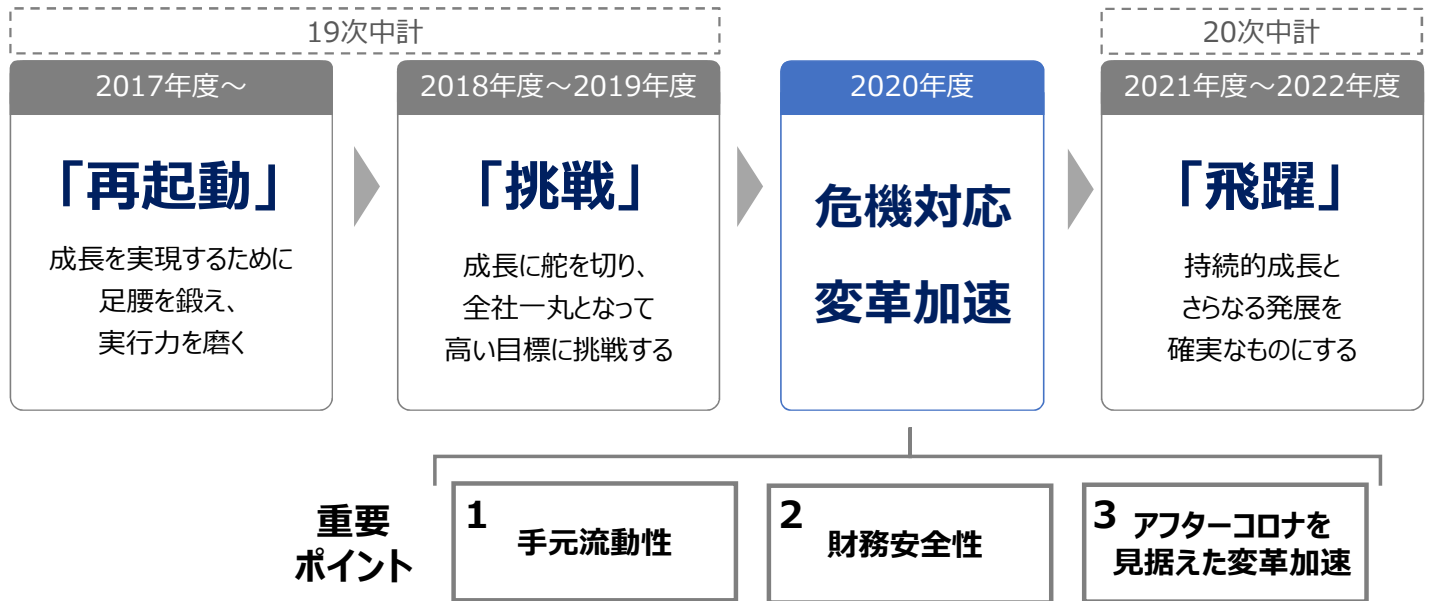 19次中計
20次中計
2017年度～
2018年度～2019年度
2020年度
2021年度～2022年度
「再起動」
成長を実現するために
足腰を鍛え、
実行力を磨く
「挑戦」
成長に舵を切り、
全社一丸となって
高い目標に挑戦する
危機対応
変革加速
「飛躍」
持続的成長と
さらなる発展を
確実なものにする
重要
ポイント
1
手元流動性
2
財務安全性
3
アフターコロナを
見据えた変革加速